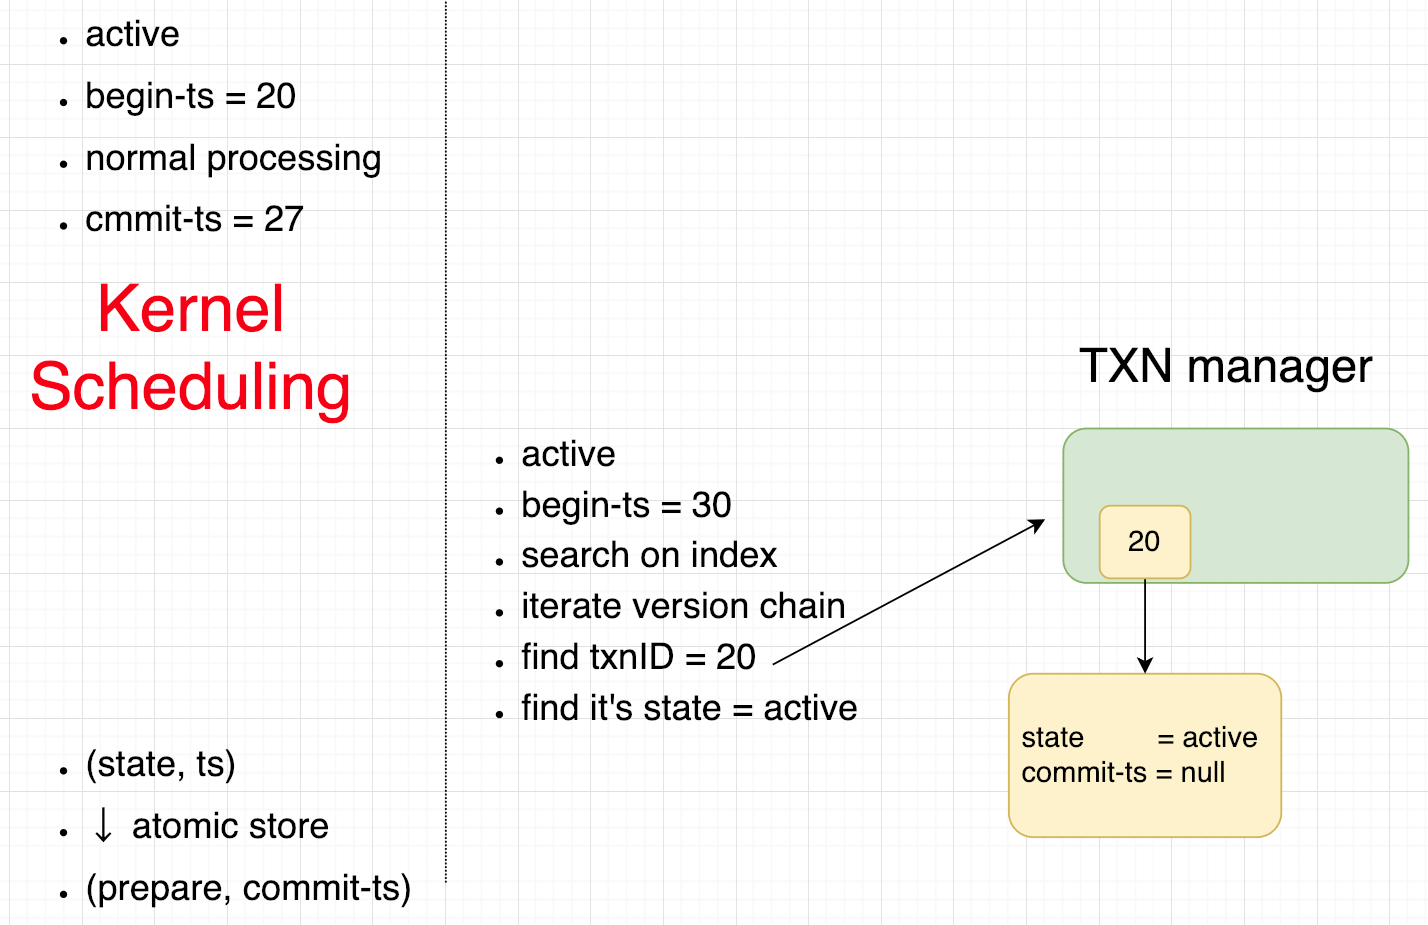 active
begin-ts = 20
normal processing
cmmit-ts = 27
Kernel
Scheduling
(state, ts)
↓ atomic store
(prepare, commit-ts)
active
begin-ts = 30
search on index
iterate version chain
find txnID = 20
find it's state = active
TXN manager
20
state = active
commit-ts = null